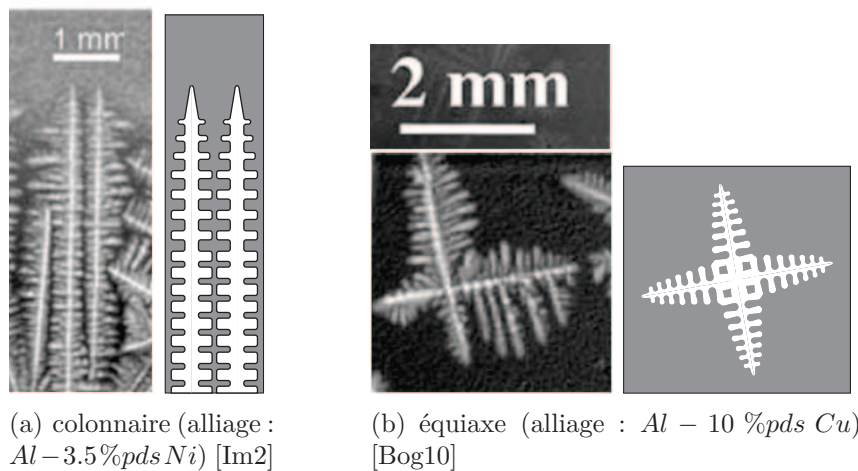 1 mm
2 mm
(a) colonnaire (alliage :
Al−3.5%pds Ni) [Im2]
(b) équiaxe (alliage : Al − 10 %pds Cu)
[Bog10]